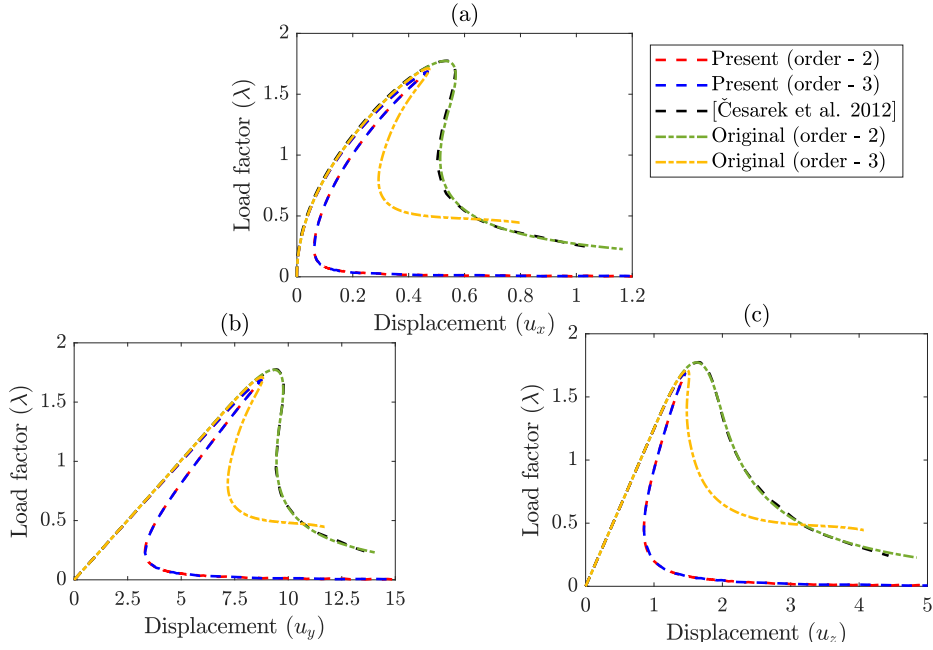 (a)
2
1.5
1
0.5
0
Load factor (λ)
0
0.2
0.4
0.6
0.8
1
1.2
Displacement (u_x)
Present (order - 2)
Present (order - 3)
[Česarek et al. 2012]
Original (order - 2)
Original (order - 3)
(b)
2
1.5
1
0.5
0
Load factor (λ)
0
2.5
5
7.5
10
12.5
15
Displacement (u_y)
(c)
2
1.5
1
0.5
0
Load factor (λ)
0
1
2
3
4
5
Displacement (u_z)